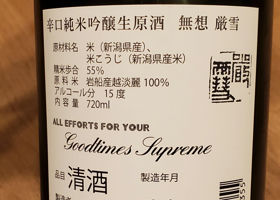 辛口純米吟醸生原酒 無想 厳雪
原材料名 米（新潟県産）、
米こうじ（新潟県産米）
精米歩合 55%
原料米 岩船産越淡麗 100%
アルコール分 15度
内容量 720ml
ALL EFFORTS FOR YOUR
Goodtimes Supreme
品目 清酒 製造年月